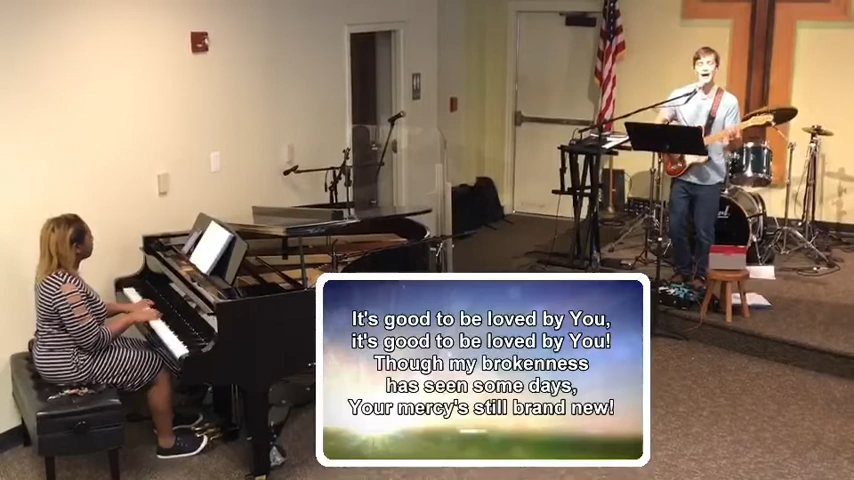 It's good to be loved by You,
it's good to be loved by You!
Though my brokenness
has seen some days,
Your mercy's still brand new!